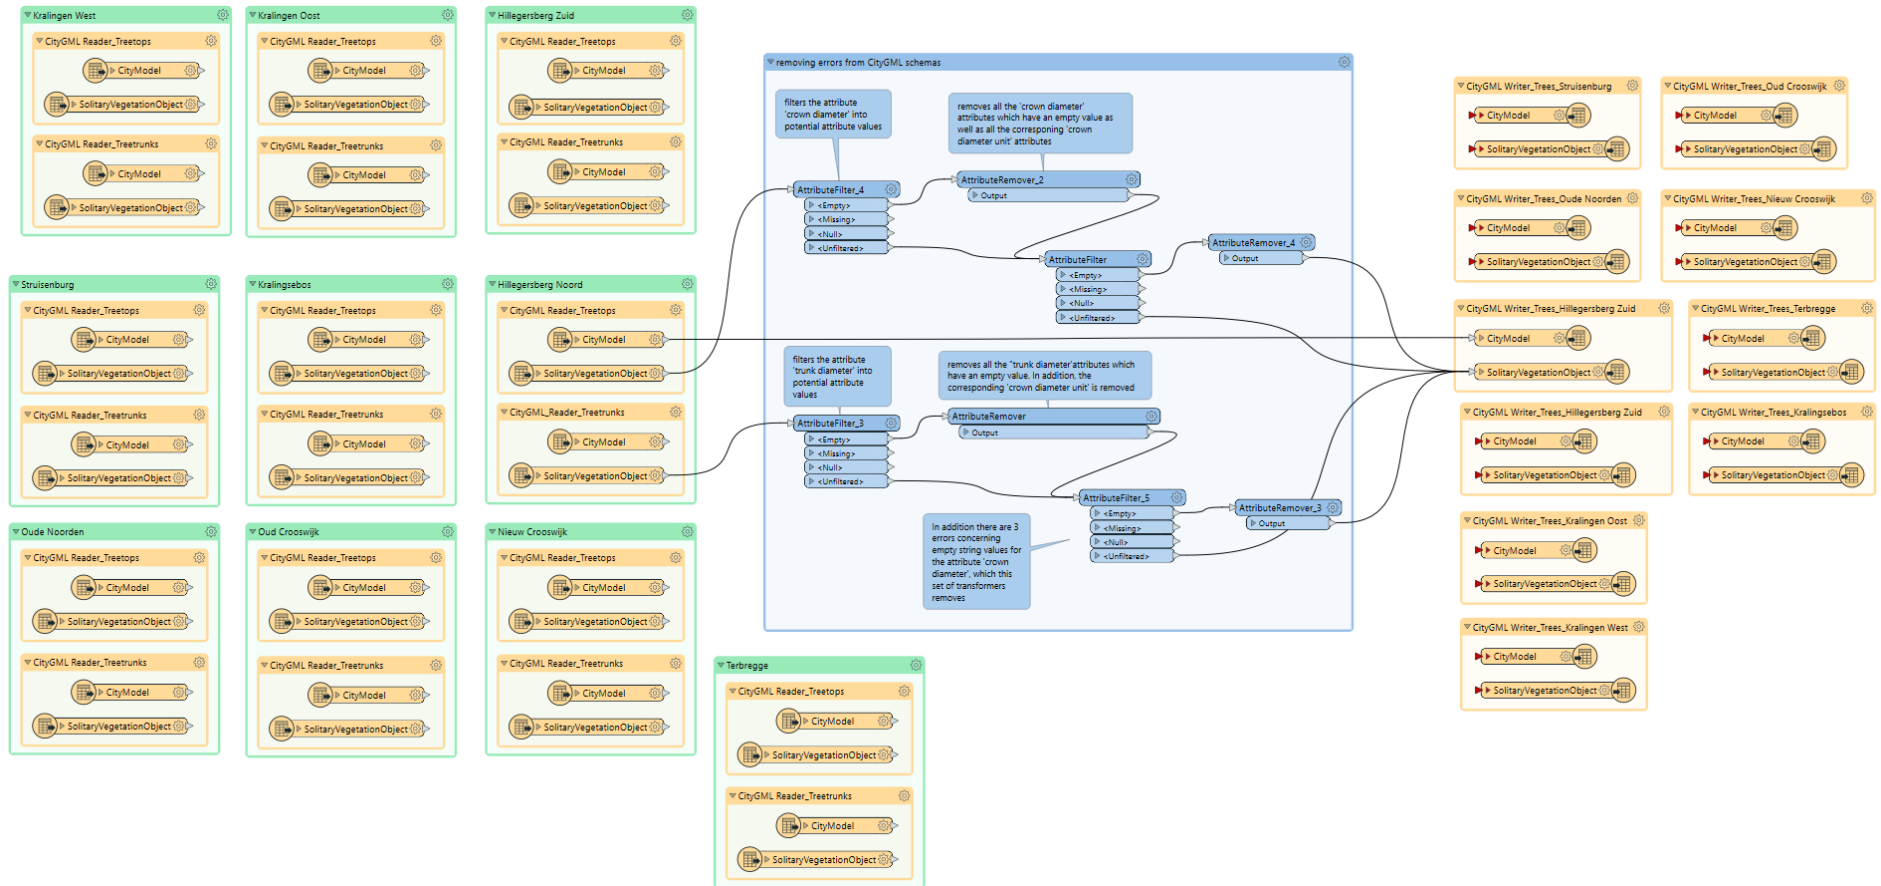 Kralingen West
CityGML Reader_Treetops
CityModel
SolitaryVegetationObject
CityGML Reader_Treetrunks
CityModel
SolitaryVegetationObject
Kralingen Oost
CityGML Reader_Treetops
CityModel
SolitaryVegetationObject
CityGML Reader_Treetrunks
CityModel
SolitaryVegetationObject
Hillegersberg Zuid
CityGML Reader_Treetops
CityModel
SolitaryVegetationObject
CityGML Reader_Treetrunks
CityModel
SolitaryVegetationObject
Struisenburg
CityGML Reader_Treetops
CityModel
SolitaryVegetationObject
CityGML Reader_Treetrunks
CityModel
SolitaryVegetationObject
Kralingsebos
CityGML Reader_Treetops
CityModel
SolitaryVegetationObject
CityGML Reader_Treetrunks
CityModel
SolitaryVegetationObject
Hillegersberg Noord
CityGML Reader_Treetops
CityModel
SolitaryVegetationObject
CityGML_Reader_Treetrunks
CityModel
SolitaryVegetationObject
Oude Noorden
CityGML Reader_Treetops
CityModel
SolitaryVegetationObject
CityGML Reader_Treetrunks
CityModel
SolitaryVegetationObject
Oud Crooswijk
CityGML Reader_Treetops
CityModel
SolitaryVegetationObject
CityGML Reader_Treetrunks
CityModel
SolitaryVegetationObject
Nieuw Crooswijk
CityGML Reader_Treetops
CityModel
SolitaryVegetationObject
CityGML Reader_Treetrunks
CityModel
SolitaryVegetationObject
Terbregge
CityGML Reader_Treetops
CityModel
SolitaryVegetationObject
CityGML Reader_Treetrunks
CityModel
SolitaryVegetationObject
removing errors from CityGML schemas
filters the attribute
'crown diameter' into
potential attribute values
removes all the 'crown diameter'
attributes which have an empty value as
well as all the corresponing 'crown
diameter unit' attributes
AttributeFilter_4
<Empty>
<Missing>
<Null>
<Unfiltered>
AttributeRemover_2
Output
AttributeFilter
<Empty>
<Missing>
<Null>
<Unfiltered>
AttributeRemover_4
Output
filters the attribute
'trunk diameter' into
potential attribute
values
removes all the "trunk diameter'attributes which
have an empty value. In addition, the
corresponding 'crown diameter unit' is removed
AttributeFilter_3
<Empty>
<Missing>
<Null>
<Unfiltered>
AttributeRemover
Output
AttributeFilter_5
<Empty>
<Missing>
<Null>
<Unfiltered>
AttributeRemover_3
Output
In addition there are 3
errors concerning
empty string values for
the attribute 'crown
diameter', which this
set of transformers
removes
CityGML Writer_Trees_Struisenburg
CityModel
SolitaryVegetationObject
CityGML Writer_Trees_Oud Crooswijk
CityModel
SolitaryVegetationObject
CityGML Writer_Trees_Oude Noorden
CityModel
SolitaryVegetationObject
CityGML Writer_Trees_Nieuw Crooswijk
CityModel
SolitaryVegetationObject
CityGML Writer_Trees_Hillegersberg Zuid
CityModel
SolitaryVegetationObject
CityGML Writer_Trees_Terbregge
CityModel
SolitaryVegetationObject
CityGML Writer_Trees_Hillegersberg Zuid
CityModel
SolitaryVegetationObject
CityGML Writer_Trees_Kralingsebos
CityModel
SolitaryVegetationObject
CityGML Writer_Trees_Kralingen Oost
CityModel
SolitaryVegetationObject
CityGML Writer_Trees_Kralingen West
CityModel
SolitaryVegetationObject